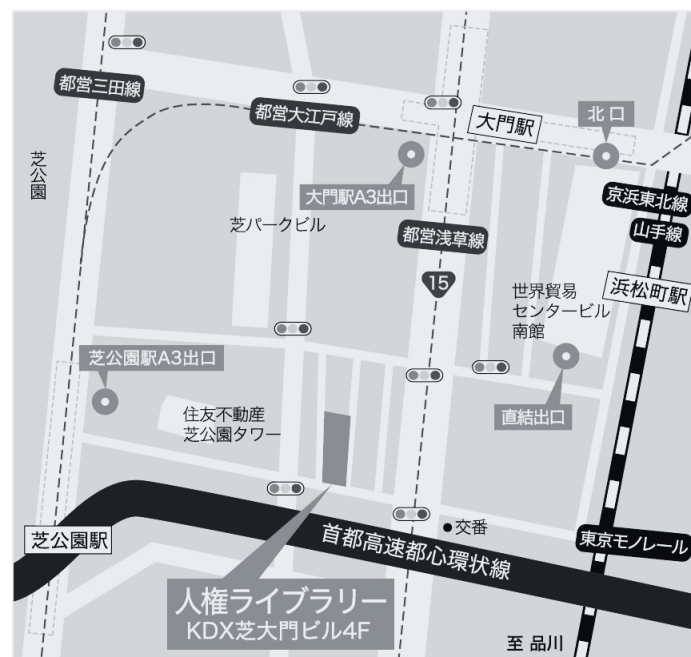 都営三田線
都営大江戸線
大門駅
北口
芝公園
大門駅A3出口
京浜東北線
山手線
芝パークビル
都営浅草線
15
浜松町駅
世界貿易
センタービル
南館
芝公園駅A3出口
直結出口
住友不動産
芝公園タワー
芝公園駅
首都高速都心環状線
交番
東京モノレール
人権ライブラリー
KDX芝大門ビル4F
至 品川